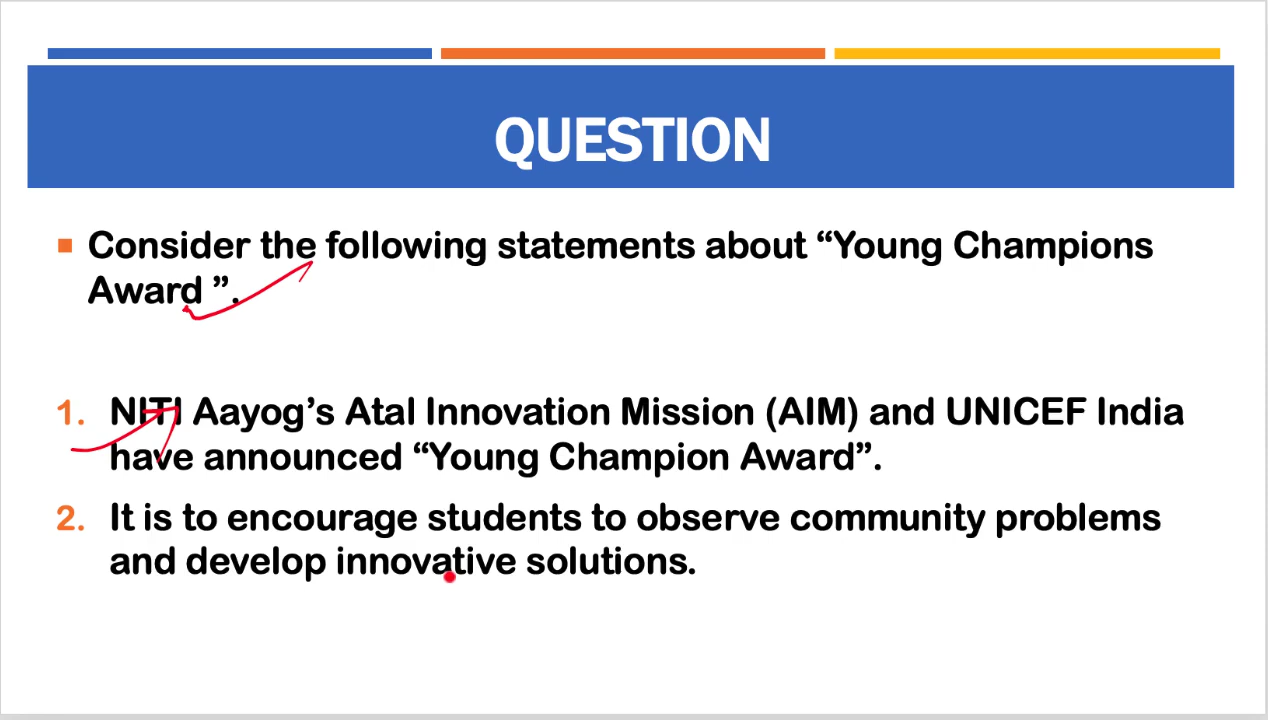 QUESTION
Consider the following statements about “Young Champions
Award ”.
1. NITI Aayog’s Atal Innovation Mission (AIM) and UNICEF India
have announced “Young Champion Award”.
2. It is to encourage students to observe community problems
and develop innovative solutions.